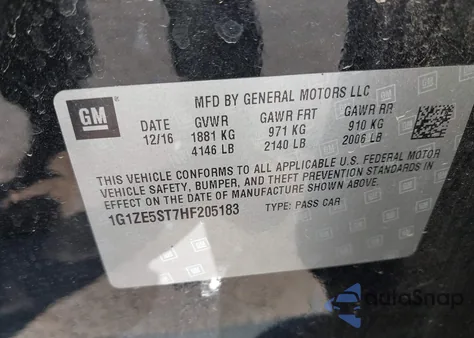 GM
MFD BY GENERAL MOTORS LLC
DATE GVWR GAWR FRT GAWR RR
12/16 1881 KG 971 KG 910 KG
4146 LB 2140 LB 2006 LB
THIS VEHICLE CONFORMS TO ALL APPLICABLE U.S. FEDERAL MOTOR
VEHICLE SAFETY, BUMPER, AND THEFT PREVENTION STANDARDS IN
EFFECT ON THE DATE OF MANUFACTURE SHOWN ABOVE.
1G1ZE5ST7HF205183 TYPE: PASS CAR
AutoSnap